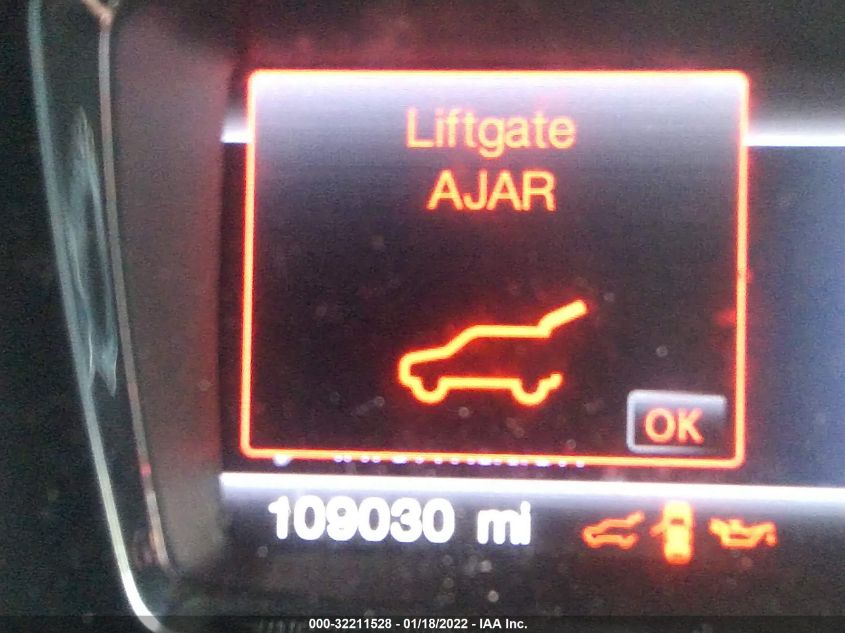 Liftgate
AJAR
OK
109030 mi
000-32211528 - 01/18/2022 - IAA Inc.